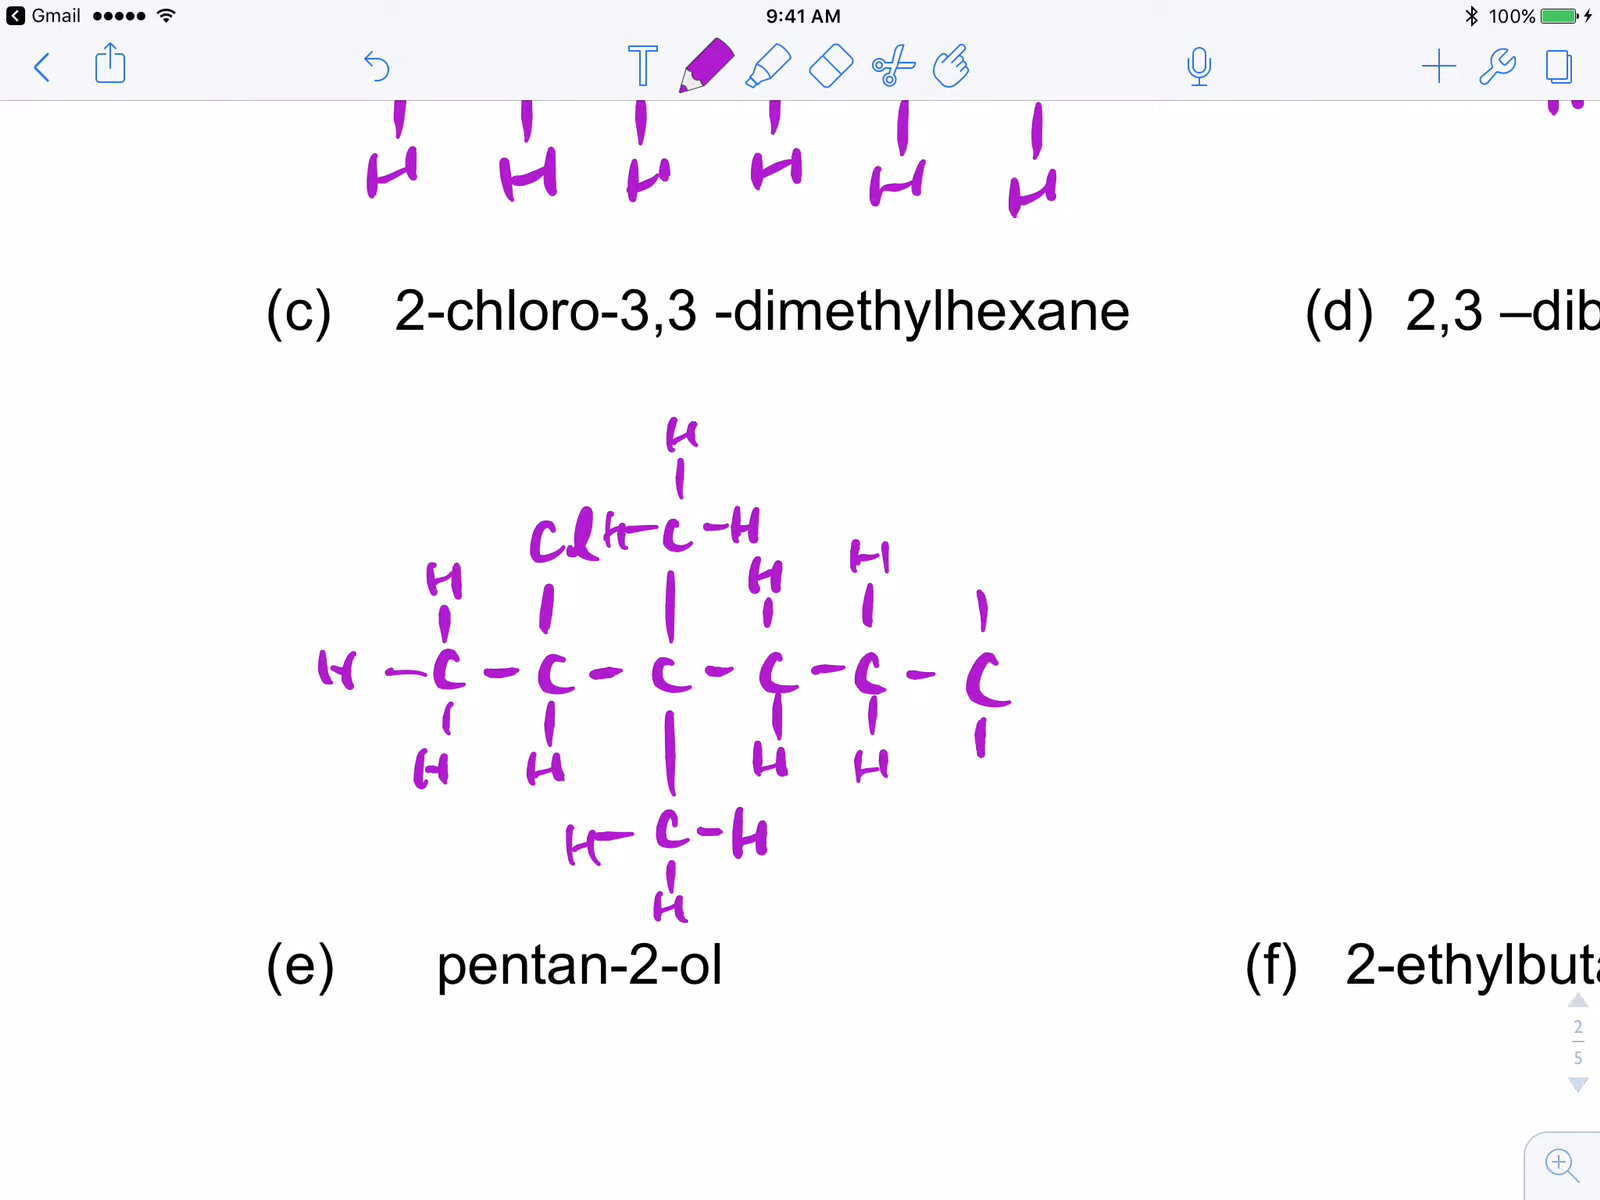 Gmail 9:41 AM 100%
H H H H H H
(c) 2-chloro-3,3 -dimethylhexane (d) 2,3 –dib
H
Cl H-C-H
H H H
H-C-C-C-C-C-C
H H H H
H-C-H
H
(e) pentan-2-ol (f) 2-ethylbuta
2
5